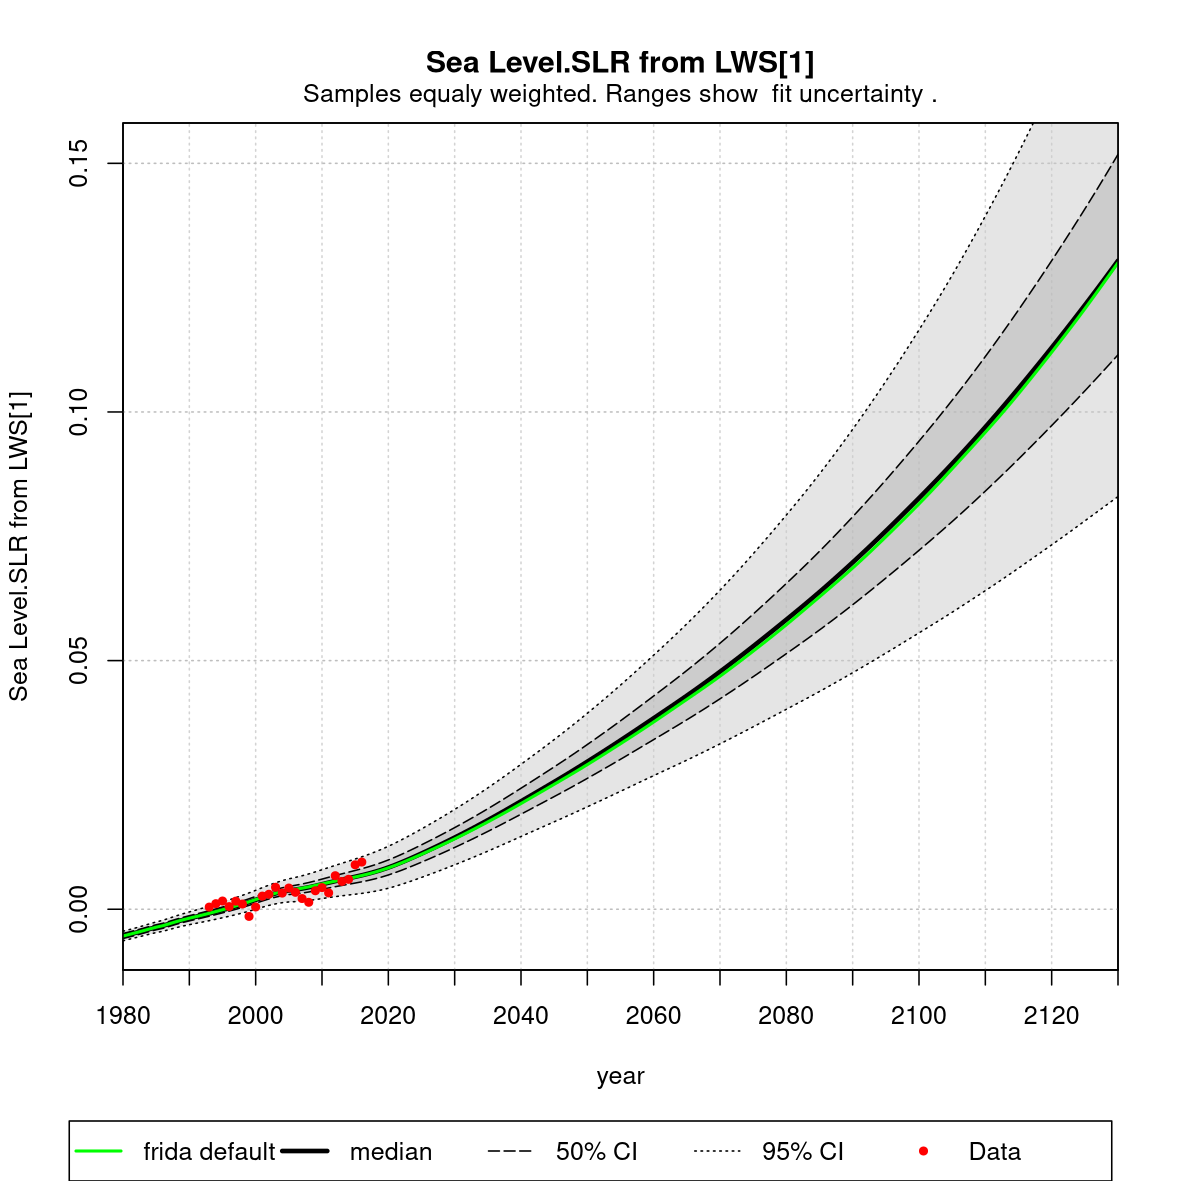 Sea Level.SLR from LWS[1]
Samples equaly weighted. Ranges show  fit uncertainty .
Sea Level.SLR from LWS[1]
0.15
0.10
0.05
0.00
1980 2000 2020 2040 2060 2080 2100 2120
year
frida default median 50% CI 95% CI Data